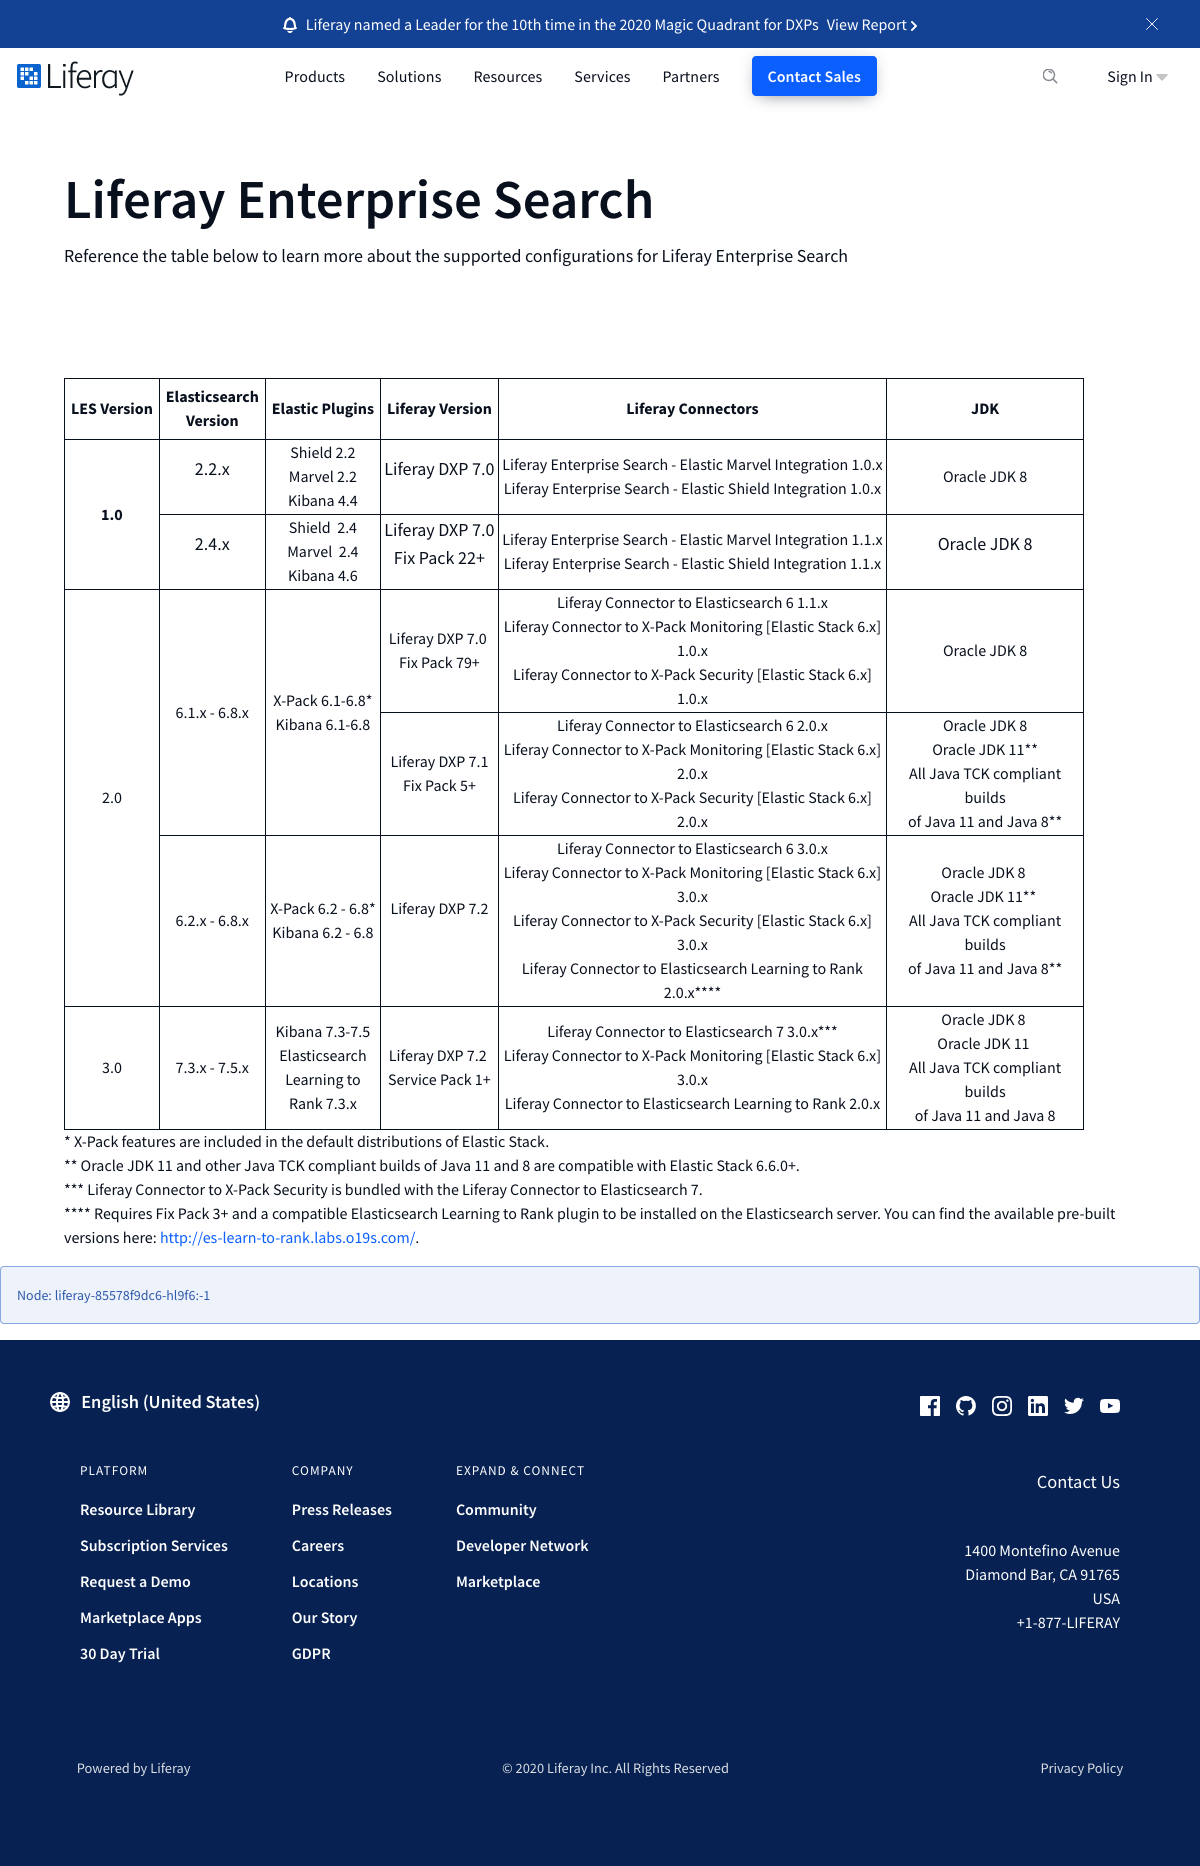 Liferay named a Leader for the 10th time in the 2020 Magic Quadrant for DXPs View Report
Liferay
Products Solutions Resources Services Partners Contact Sales Sign In
Liferay Enterprise Search
Reference the table below to learn more about the supported configurations for Liferay Enterprise Search
LES Version
Elasticsearch
Version
Elastic Plugins
Liferay Version
Liferay Connectors
JDK
1.0
2.2.x
Shield 2.2
Marvel 2.2
Kibana 4.4
Liferay DXP 7.0
Liferay Enterprise Search - Elastic Marvel Integration 1.0.x
Liferay Enterprise Search - Elastic Shield Integration 1.0.x
Oracle JDK 8
2.4.x
Shield 2.4
Marvel 2.4
Kibana 4.6
Liferay DXP 7.0
Fix Pack 22+
Liferay Enterprise Search - Elastic Marvel Integration 1.1.x
Liferay Enterprise Search - Elastic Shield Integration 1.1.x
Oracle JDK 8
2.0
6.1.x - 6.8.x
X-Pack 6.1-6.8*
Kibana 6.1-6.8
Liferay DXP 7.0
Fix Pack 79+
Liferay Connector to Elasticsearch 6 1.1.x
Liferay Connector to X-Pack Monitoring [Elastic Stack 6.x]
1.0.x
Liferay Connector to X-Pack Security [Elastic Stack 6.x]
1.0.x
Oracle JDK 8
Liferay DXP 7.1
Fix Pack 5+
Liferay Connector to Elasticsearch 6 2.0.x
Liferay Connector to X-Pack Monitoring [Elastic Stack 6.x]
2.0.x
Liferay Connector to X-Pack Security [Elastic Stack 6.x]
2.0.x
Oracle JDK 8
Oracle JDK 11**
All Java TCK compliant
builds
of Java 11 and Java 8**
6.2.x - 6.8.x
X-Pack 6.2 - 6.8*
Kibana 6.2 - 6.8
Liferay DXP 7.2
Liferay Connector to Elasticsearch 6 3.0.x
Liferay Connector to X-Pack Monitoring [Elastic Stack 6.x]
3.0.x
Liferay Connector to X-Pack Security [Elastic Stack 6.x]
3.0.x
Liferay Connector to Elasticsearch Learning to Rank
2.0.x****
Oracle JDK 8
Oracle JDK 11**
All Java TCK compliant
builds
of Java 11 and Java 8**
3.0
7.3.x - 7.5.x
Kibana 7.3-7.5
Elasticsearch
Learning to
Rank 7.3.x
Liferay DXP 7.2
Service Pack 1+
Liferay Connector to Elasticsearch 7 3.0.x***
Liferay Connector to X-Pack Monitoring [Elastic Stack 6.x]
3.0.x
Liferay Connector to Elasticsearch Learning to Rank 2.0.x
Oracle JDK 8
Oracle JDK 11
All Java TCK compliant
builds
of Java 11 and Java 8
* X-Pack features are included in the default distributions of Elastic Stack.
** Oracle JDK 11 and other Java TCK compliant builds of Java 11 and 8 are compatible with Elastic Stack 6.6.0+.
*** Liferay Connector to X-Pack Security is bundled with the Liferay Connector to Elasticsearch 7.
**** Requires Fix Pack 3+ and a compatible Elasticsearch Learning to Rank plugin to be installed on the Elasticsearch server. You can find the available pre-built
versions here: http://es-learn-to-rank.labs.o19s.com/.
Node: liferay-85578f9dc6-hl9f6:-1
English (United States)
PLATFORM
Resource Library
Subscription Services
Request a Demo
Marketplace Apps
30 Day Trial
COMPANY
Press Releases
Careers
Locations
Our Story
GDPR
EXPAND & CONNECT
Community
Developer Network
Marketplace
Contact Us
1400 Montefino Avenue
Diamond Bar, CA 91765
USA
+1-877-LIFERAY
Powered by Liferay
© 2020 Liferay Inc. All Rights Reserved
Privacy Policy